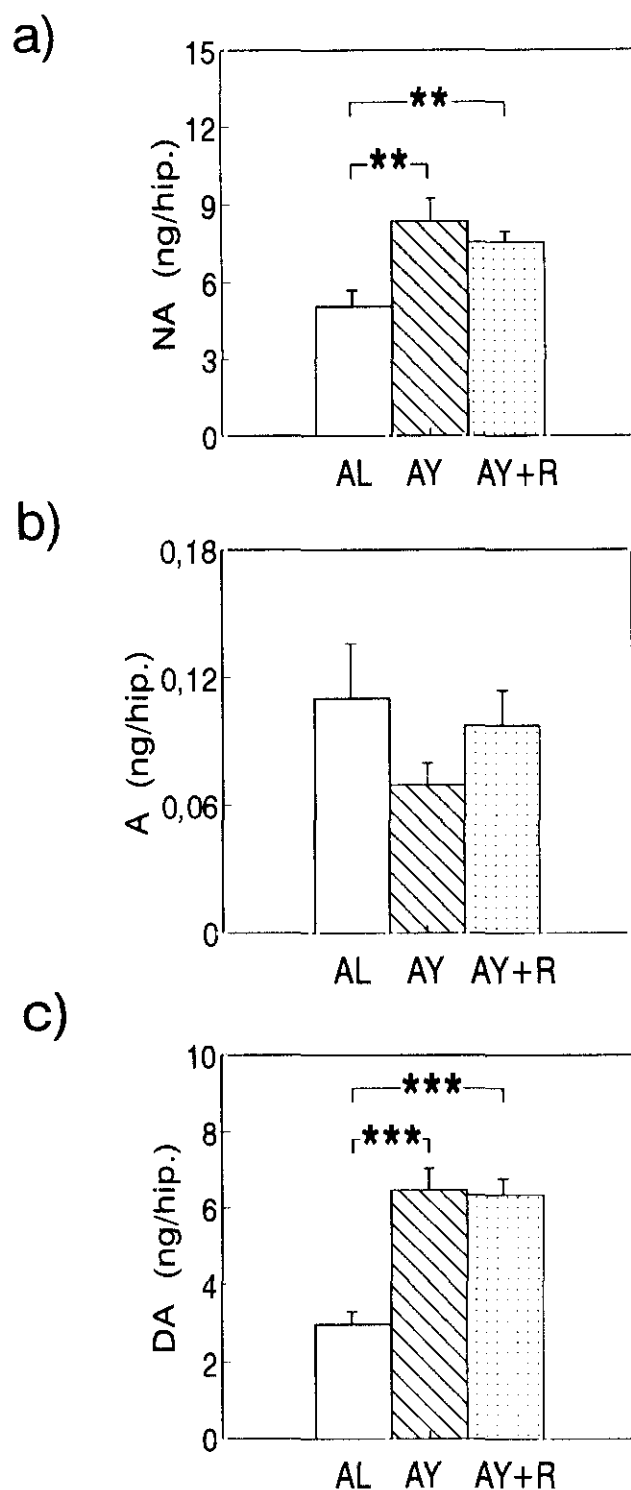 a)
15
**
12
**
9
NA (ng/hip.)
6
3
0
AL AY AY+R
b)
0,18
0,12
A (ng/hip.)
0,06
0
AL AY AY+R
c)
10
***
8
***
6
DA (ng/hip.)
4
2
0
AL AY AY+R